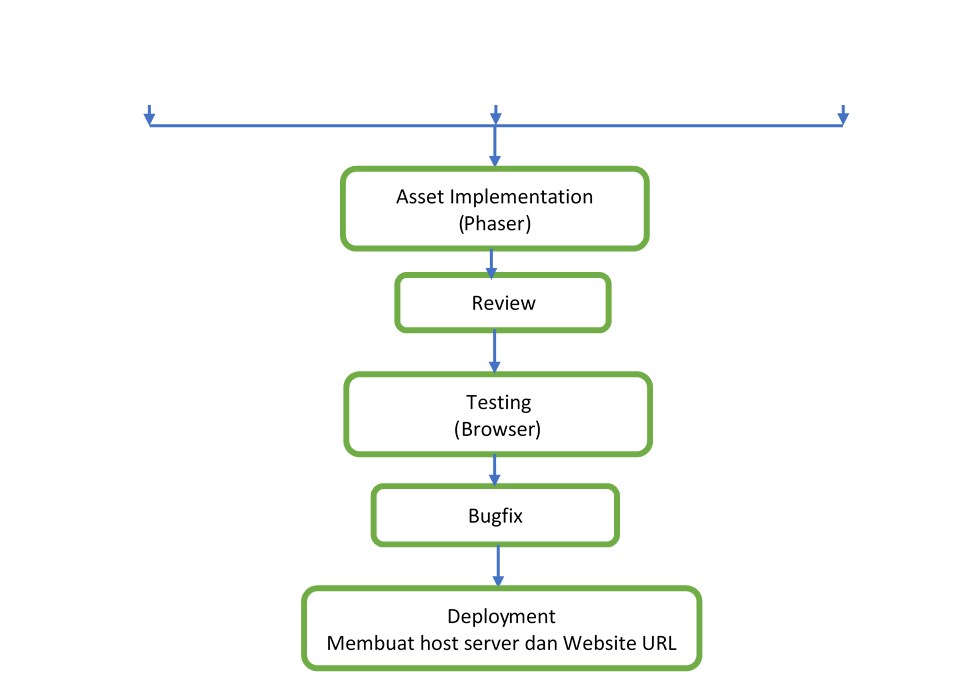 Asset Implementation
(Phaser)
Review
Testing
(Browser)
Bugfix
Deployment
Membuat host server dan Website URL